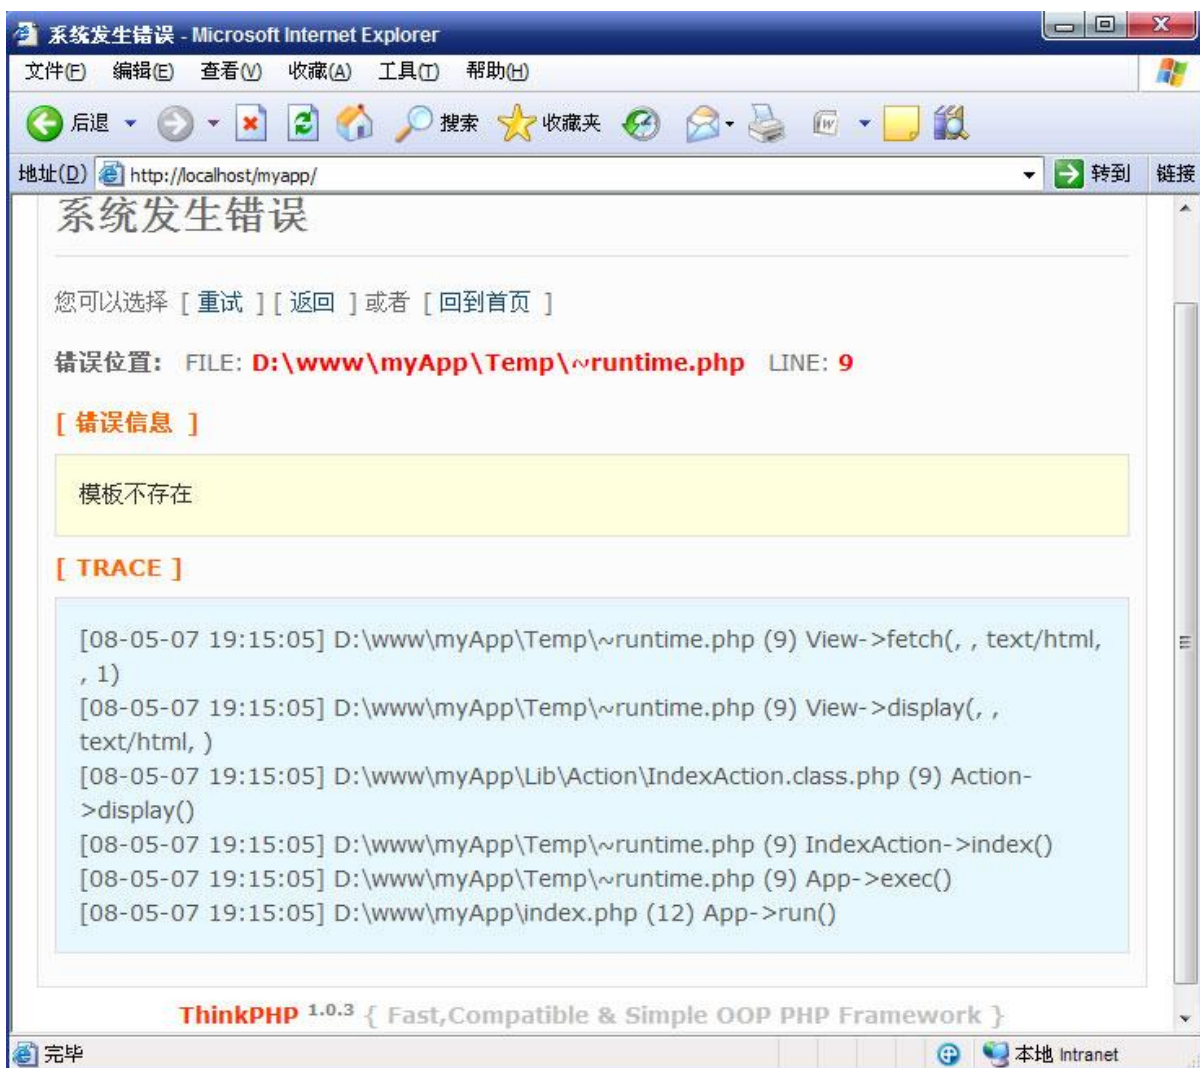 系统发生错误 - Microsoft Internet Explorer
文件(F) 编辑(E) 查看(V) 收藏(A) 工具(T) 帮助(H)
后退 搜索 收藏夹
地址(D) http://localhost/myapp/ 转到 链接
系统发生错误
您可以选择 [ 重试 ] [ 返回 ] 或者 [ 回到首页 ]
错误位置: FILE: D:\www\myApp\Temp\~runtime.php LINE: 9
[ 错误信息 ]
模板不存在
[ TRACE ]
[08-05-07 19:15:05] D:\www\myApp\Temp\~runtime.php (9) View->fetch(, , text/html,
, 1)
[08-05-07 19:15:05] D:\www\myApp\Temp\~runtime.php (9) View->display(, ,
text/html, )
[08-05-07 19:15:05] D:\www\myApp\Lib\Action\IndexAction.class.php (9) Action-
>display()
[08-05-07 19:15:05] D:\www\myApp\Temp\~runtime.php (9) IndexAction->index()
[08-05-07 19:15:05] D:\www\myApp\Temp\~runtime.php (9) App->exec()
[08-05-07 19:15:05] D:\www\myApp\index.php (12) App->run()
ThinkPHP 1.0.3 { Fast,Compatible & Simple OOP PHP Framework }
完毕 本地 Intranet